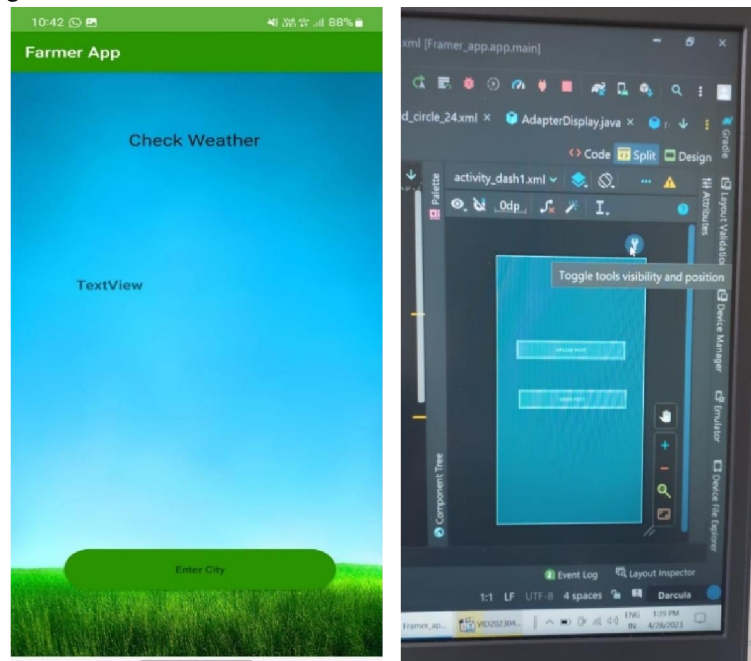 10:42
88%
Farmer App
Check Weather
TextView
Enter City
.xml [Framer_app.app.main]
d_circle_24.xml × AdapterDisplay.java ×
Code Split Design
activity_dash1.xml
0dp
Toggle tools visibility and position
Palette
Component Tree
Gradle
Attributes
Layout Validation
Device Manager
Emulator
Device File Explorer
Event Log Layout Inspector
1:1 LF UTF-8 4 spaces Darcula
Framer_ap... VID202304...
ENG 1:39 PM
IN 4/28/2023